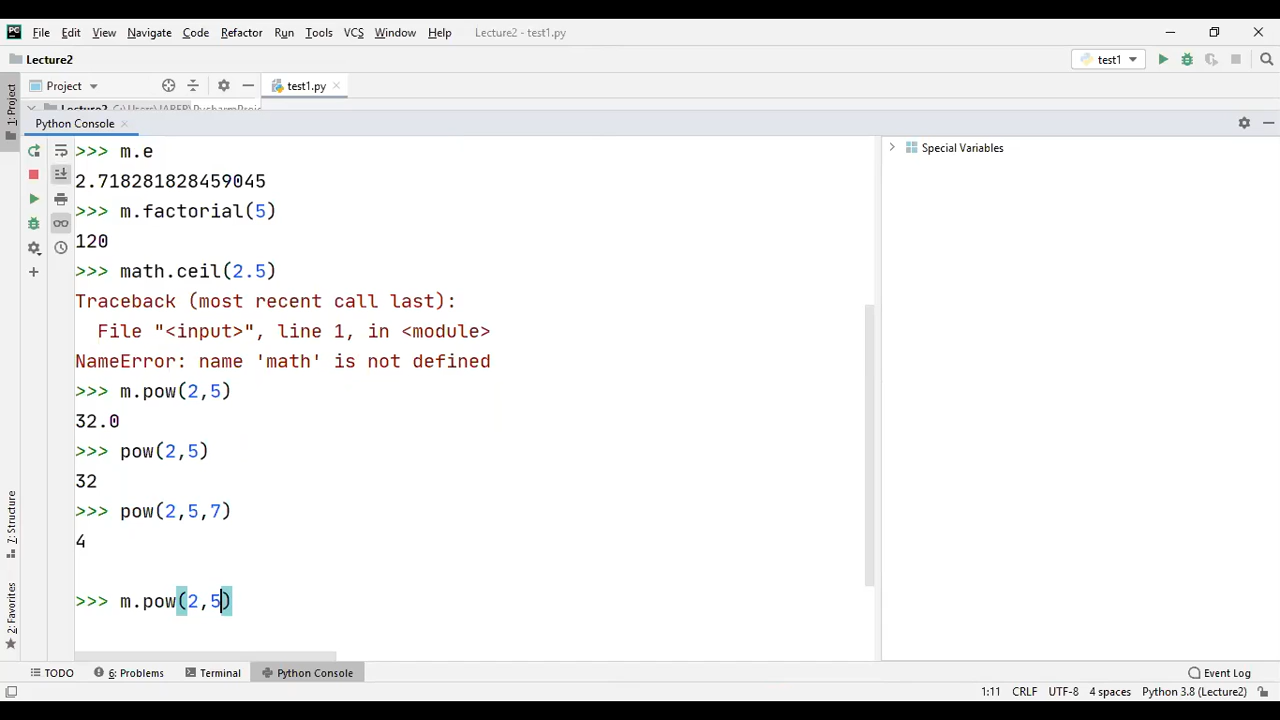 PC File Edit View Navigate Code Refactor Run Tools VCS Window Help Lecture2 - test1.py
Lecture2 test1
1: Project Project test1.py
Lecture2
Python Console
>>> m.e
Special Variables
2.718281828459045
>>> m.factorial(5)
120
>>> math.ceil(2.5)
Traceback (most recent call last):
  File "<input>", line 1, in <module>
NameError: name 'math' is not defined
>>> m.pow(2,5)
32.0
>>> pow(2,5)
32
>>> pow(2,5,7)
4
>>> m.pow(2,5)
7: Structure
2: Favorites
TODO 6: Problems Terminal Python Console Event Log
1:11 CRLF UTF-8 4 spaces Python 3.8 (Lecture2)